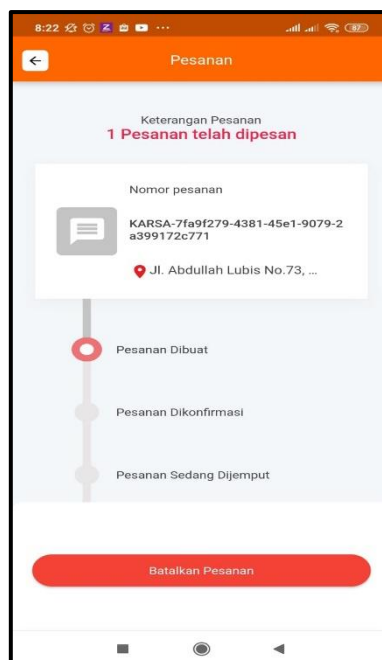 8:22
Pesanan
Keterangan Pesanan
1 Pesanan telah dipesan
Nomor pesanan
KARSA-7fa9f279-4381-45e1-9079-2
a399172c771
Jl. Abdullah Lubis No.73, ...
Pesanan Dibuat
Pesanan Dikonfirmasi
Pesanan Sedang Dijemput
Batalkan Pesanan